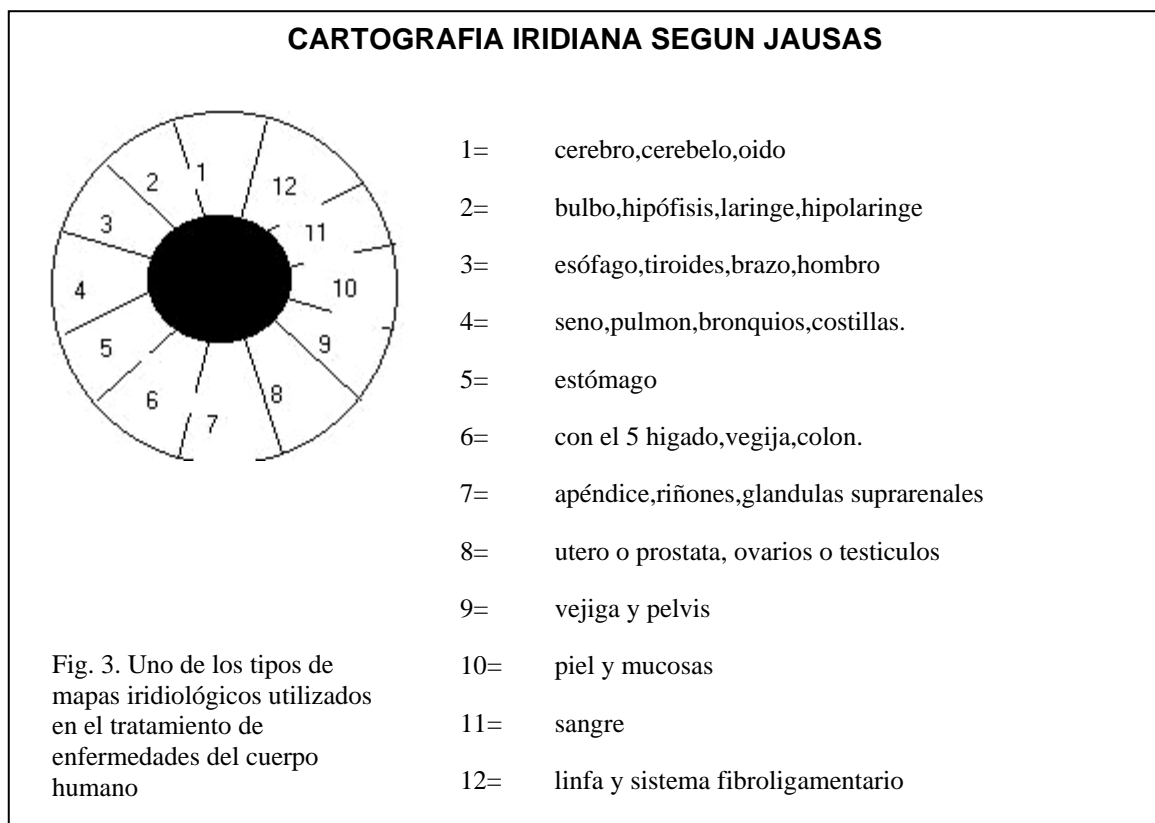 CARTOGRAFIA IRIDIANA SEGUN JAUSAS
1
2
3
4
5
6
7
8
9
10
11
12
1= cerebro,cerebelo,oido
2= bulbo,hipófisis,laringe,hipolaringe
3= esófago,tiroides,brazo,hombro
4= seno,pulmon,bronquios,costillas.
5= estómago
6= con el 5 higado,vegija,colon.
7= apéndice,riñones,glandulas suprarenales
8= utero o prostata, ovarios o testiculos
9= vejiga y pelvis
10= piel y mucosas
11= sangre
12= linfa y sistema fibroligamentario
Fig. 3. Uno de los tipos de
mapas iridiológicos utilizados
en el tratamiento de
enfermedades del cuerpo
humano